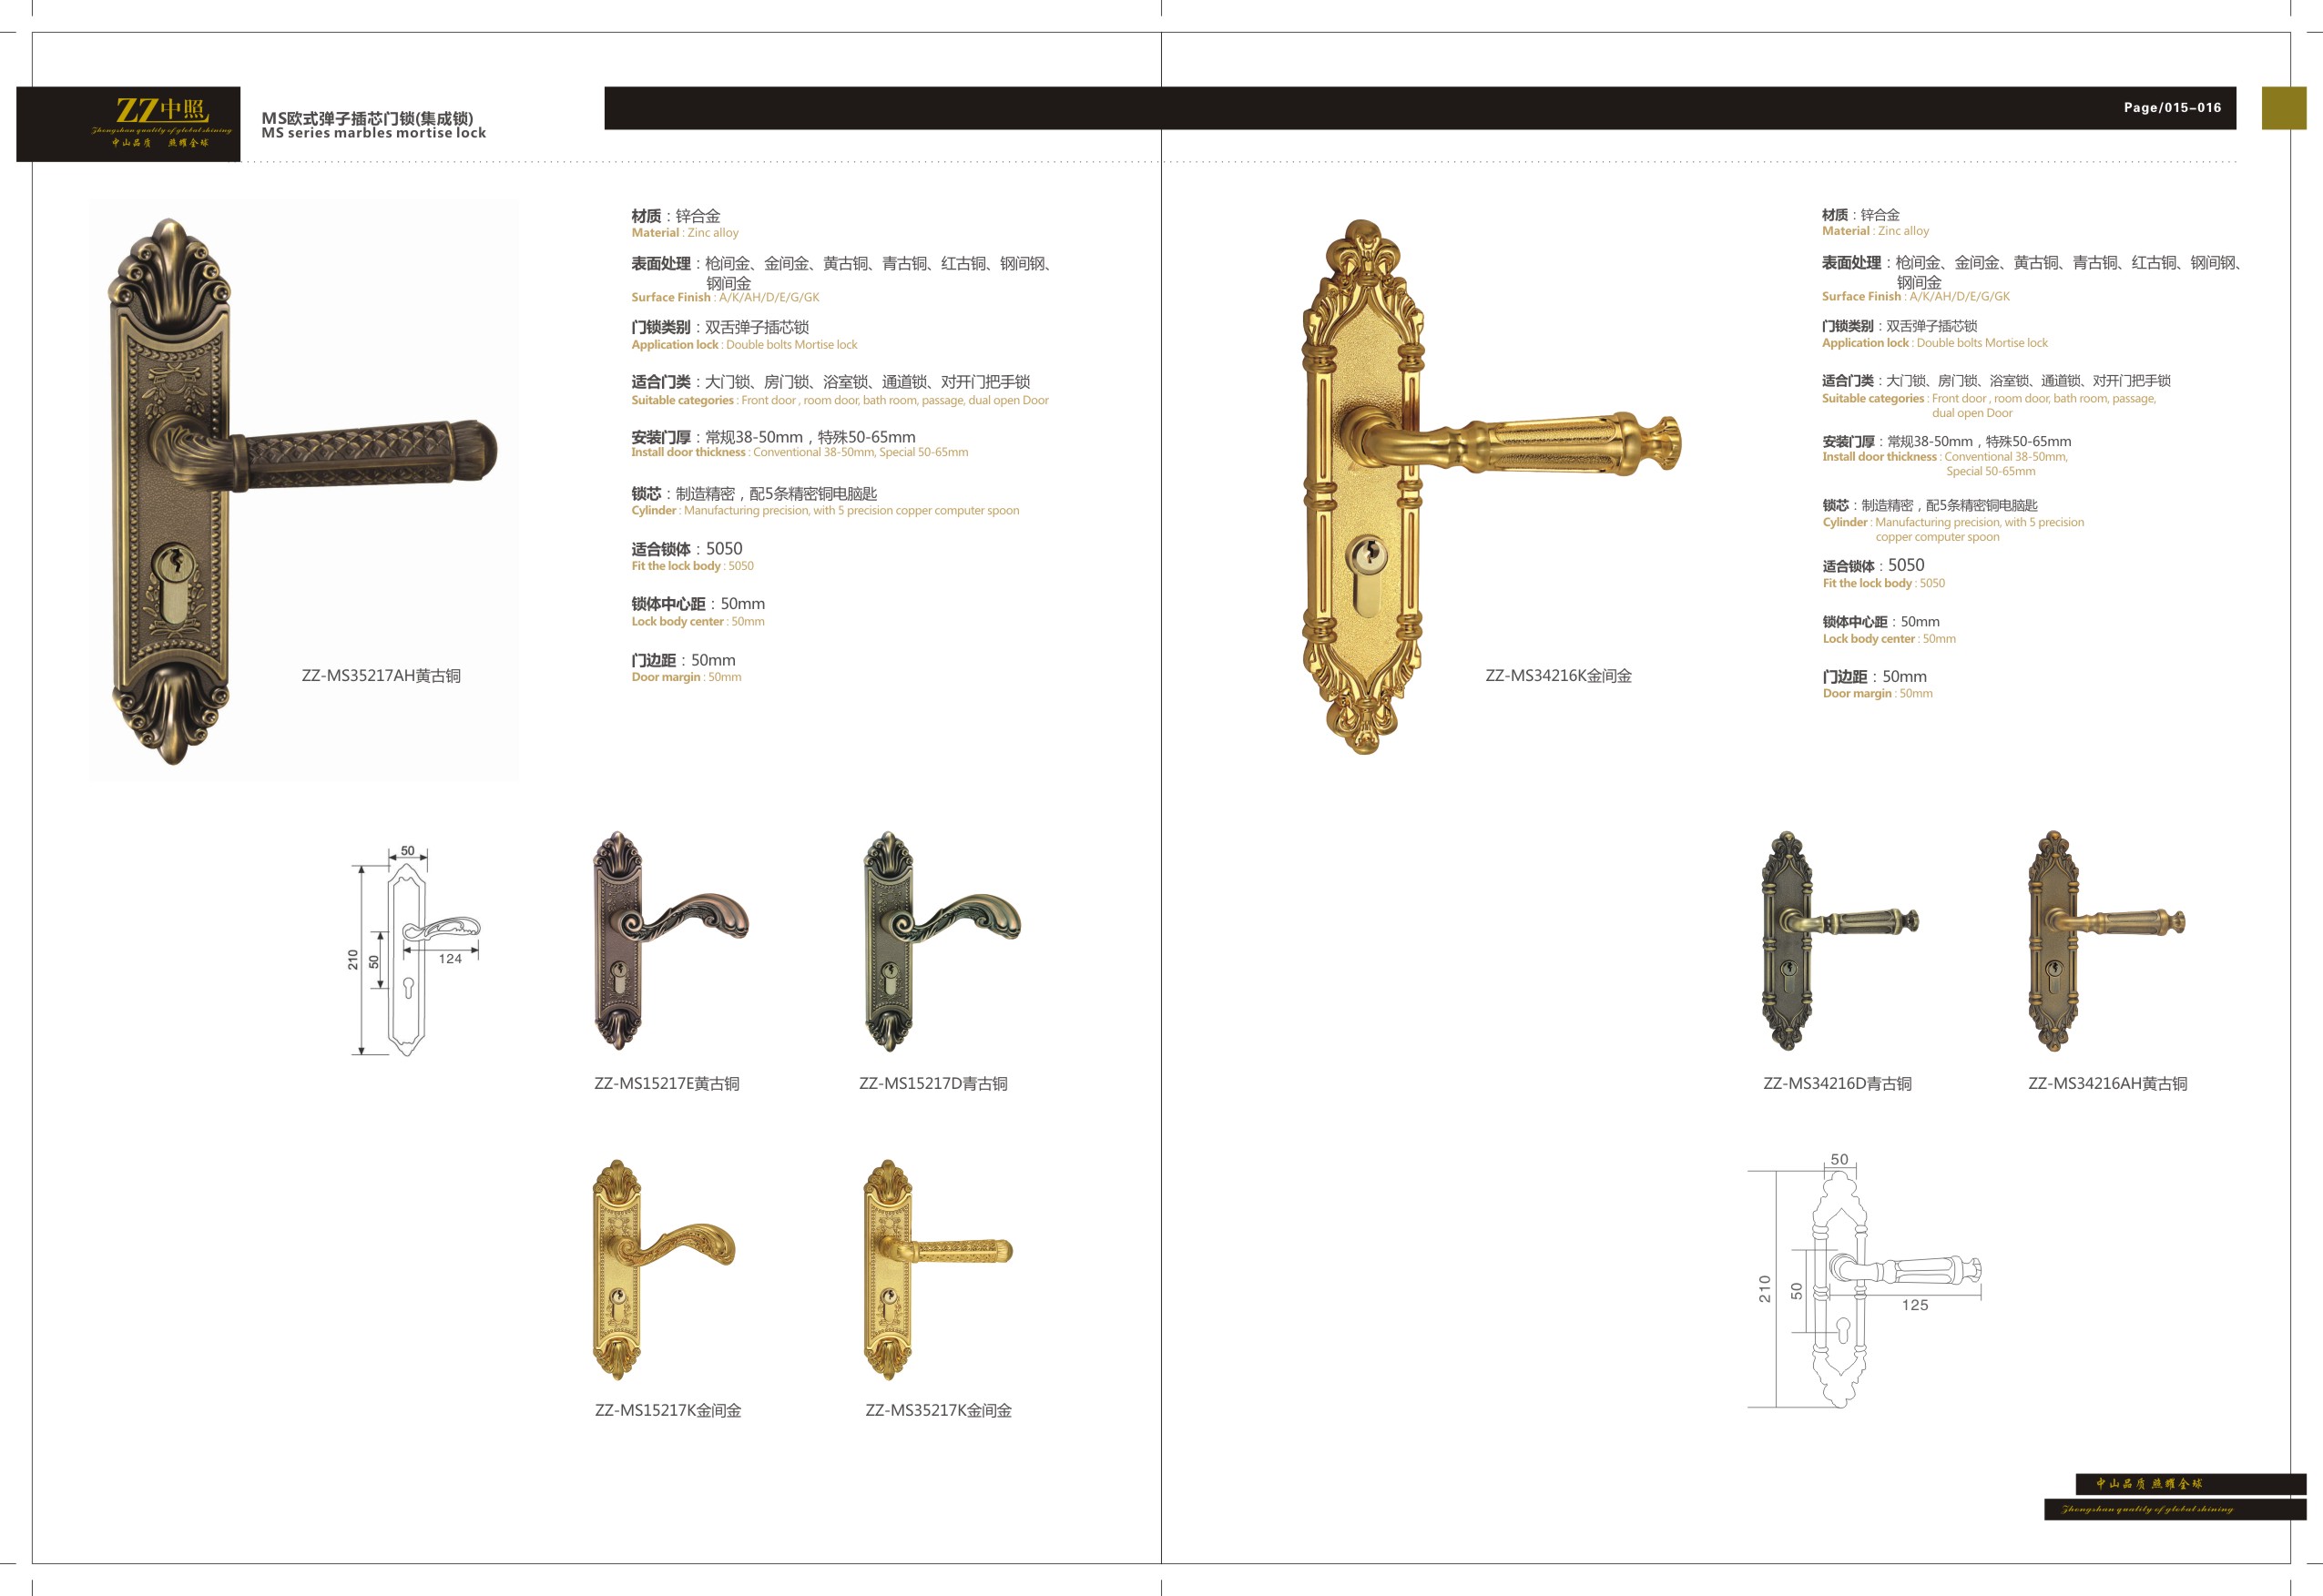 ZZ中照
Zhongshan quality of global shining
中山品质 照耀全球
MS欧式弹子插芯门锁(集成锁)
MS series marbles mortise lock
Page/015-016
材质：锌合金
Material : Zinc alloy
表面处理：枪间金、金间金、黄古铜、青古铜、红古铜、钢间钢、
钢间金
Surface Finish : A/K/AH/D/E/G/GK
门锁类别：双舌弹子插芯锁
Application lock : Double bolts Mortise lock
适合门类：大门锁、房门锁、浴室锁、通道锁、对开门把手锁
Suitable categories : Front door , room door, bath room, passage, dual open Door
安装门厚：常规38-50mm，特殊50-65mm
Install door thickness : Conventional 38-50mm, Special 50-65mm
锁芯：制造精密，配5条精密铜电脑匙
Cylinder : Manufacturing precision, with 5 precision copper computer spoon
适合锁体：5050
Fit the lock body : 5050
锁体中心距：50mm
Lock body center : 50mm
门边距：50mm
Door margin : 50mm
ZZ-MS35217AH黄古铜
50
210
50
124
ZZ-MS15217E黄古铜
ZZ-MS15217D青古铜
ZZ-MS15217K金间金
ZZ-MS35217K金间金
材质：锌合金
Material : Zinc alloy
表面处理：枪间金、金间金、黄古铜、青古铜、红古铜、钢间钢、
钢间金
Surface Finish : A/K/AH/D/E/G/GK
门锁类别：双舌弹子插芯锁
Application lock : Double bolts Mortise lock
适合门类：大门锁、房门锁、浴室锁、通道锁、对开门把手锁
Suitable categories : Front door , room door, bath room, passage,
dual open Door
安装门厚：常规38-50mm，特殊50-65mm
Install door thickness : Conventional 38-50mm,
Special 50-65mm
锁芯：制造精密，配5条精密铜电脑匙
Cylinder : Manufacturing precision, with 5 precision
copper computer spoon
适合锁体：5050
Fit the lock body : 5050
锁体中心距：50mm
Lock body center : 50mm
门边距：50mm
Door margin : 50mm
ZZ-MS34216K金间金
ZZ-MS34216D青古铜
ZZ-MS34216AH黄古铜
50
210
50
125
中山品质 照耀全球
Zhongshan quality of global shining